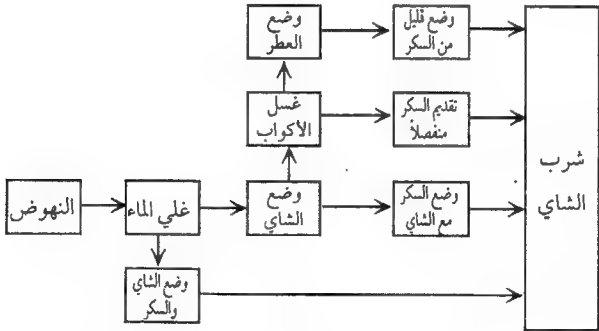 وضع
العطر
وضع قليل
من السكر
غسل
الأكواب
تقديم السكر
منفصلاً
شرب
الشاي
النهوض
غلي الماء
وضع
الشاي
وضع السكر
مع الشاي
وضع الشاي
والسكر